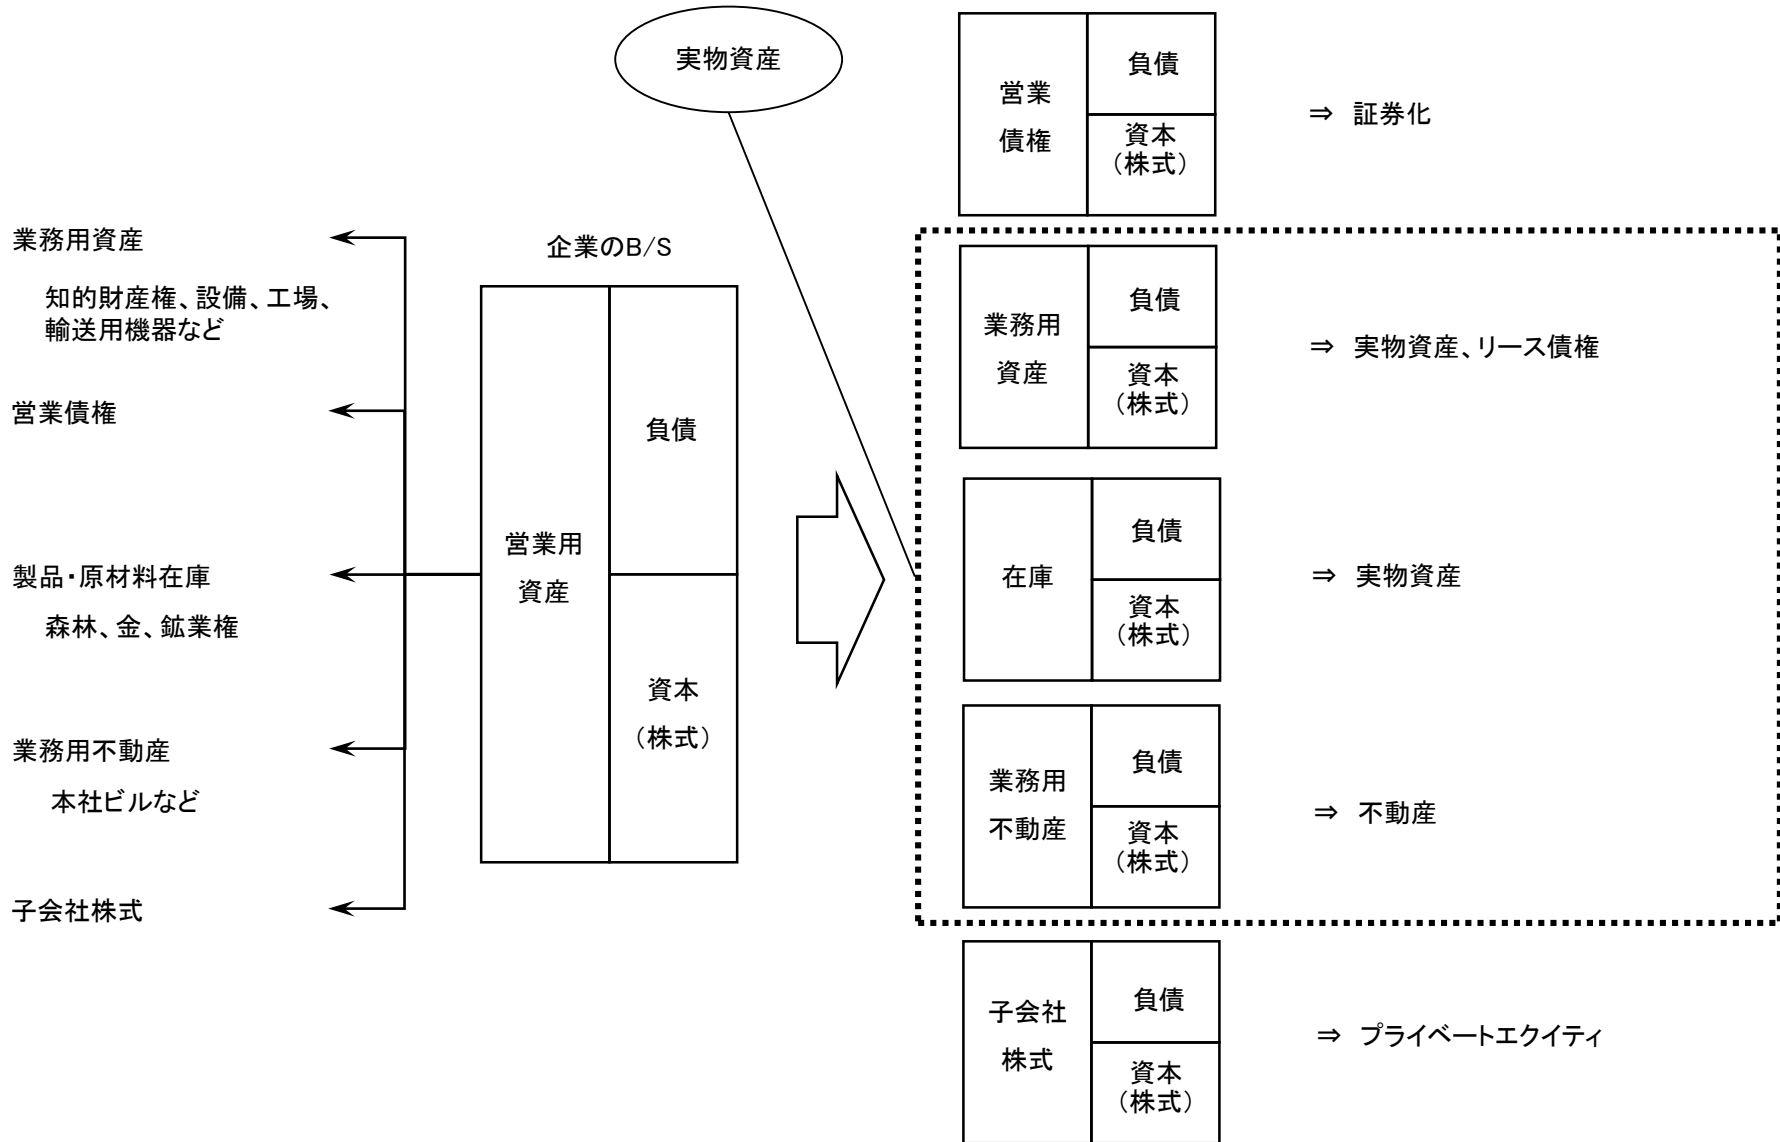 実物資産
業務用資産
知的財産権、設備、工場、
輸送用機器など
営業債権
製品・原材料在庫
森林、金、鉱業権
業務用不動産
本社ビルなど
子会社株式
企業のB/S
営業用
資産
負債
資本
（株式）
営業
債権
負債
資本
（株式）
⇒ 証券化
業務用
資産
負債
資本
（株式）
⇒ 実物資産、リース債権
在庫
負債
資本
（株式）
⇒ 実物資産
業務用
不動産
負債
資本
（株式）
⇒ 不動産
子会社
株式
負債
資本
（株式）
⇒ プライベートエクイティ